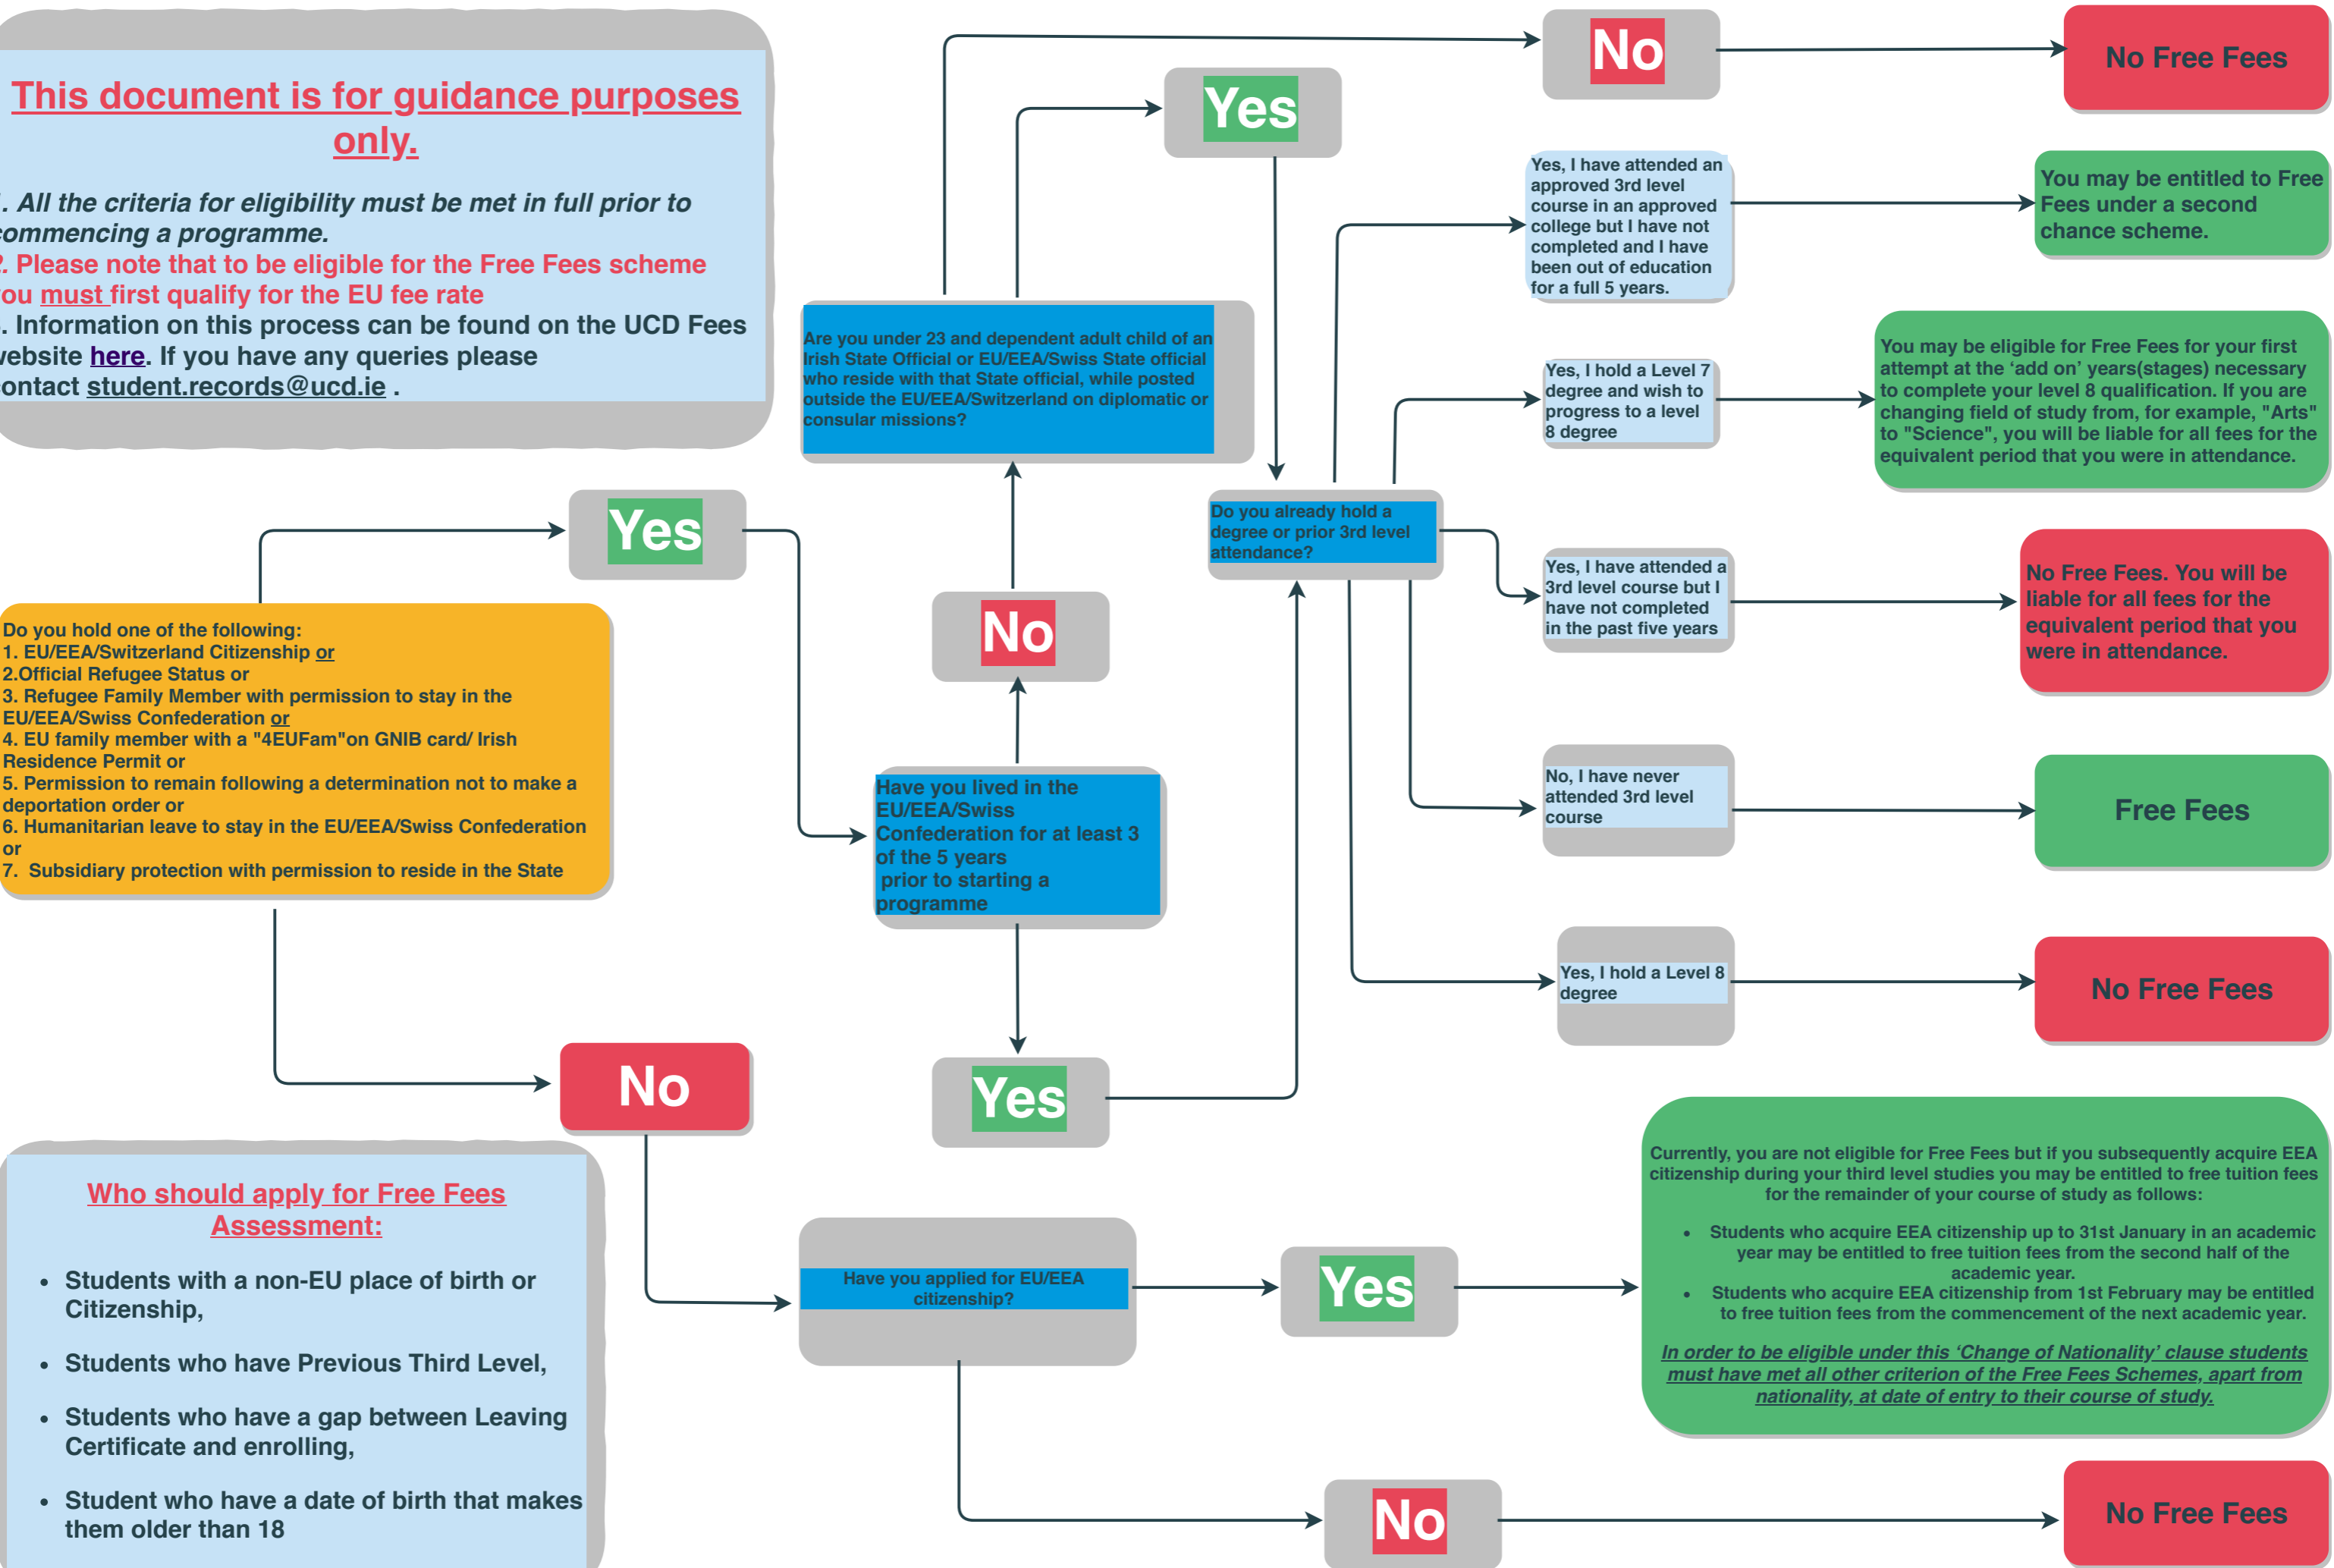 This document is for guidance purposes
only.
. All the criteria for eligibility must be met in full prior to
commencing a programme.
2. Please note that to be eligible for the Free Fees scheme
you must first qualify for the EU fee rate
. Information on this process can be found on the UCD Fees
website here. If you have any queries please
contact student.records@ucd.ie .
No
No Free Fees
Yes
Yes, I have attended an
approved 3rd level
course in an approved
college but I have not
completed and I have
been out of education
for a full 5 years.
You may be entitled to Free
Fees under a second
chance scheme.
Are you under 23 and dependent adult child of an
Irish State Official or EU/EEA/Swiss State official
who reside with that State official, while posted
outside the EU/EEA/Switzerland on diplomatic or
consular missions?
Yes, I hold a Level 7
degree and wish to
progress to a level
8 degree
You may be eligible for Free Fees for your first
attempt at the ‘add on’ years(stages) necessary
to complete your level 8 qualification. If you are
changing field of study from, for example, "Arts"
to "Science", you will be liable for all fees for the
equivalent period that you were in attendance.
Yes
Do you already hold a
degree or prior 3rd level
attendance?
Yes, I have attended a
3rd level course but I
have not completed
in the past five years
No Free Fees. You will be
liable for all fees for the
equivalent period that you
were in attendance.
No
Do you hold one of the following:
1. EU/EEA/Switzerland Citizenship or
2.Official Refugee Status or
3. Refugee Family Member with permission to stay in the
EU/EEA/Swiss Confederation or
4. EU family member with a "4EUFam"on GNIB card/ Irish
Residence Permit or
5. Permission to remain following a determination not to make a
deportation order or
6. Humanitarian leave to stay in the EU/EEA/Swiss Confederation
or
7. Subsidiary protection with permission to reside in the State
Have you lived in the
EU/EEA/Swiss
Confederation for at least 3
of the 5 years
prior to starting a
programme
No, I have never
attended 3rd level
course
Free Fees
Yes, I hold a Level 8
degree
No Free Fees
No
Yes
Who should apply for Free Fees
Assessment:
• Students with a non-EU place of birth or
Citizenship,
• Students who have Previous Third Level,
• Students who have a gap between Leaving
Certificate and enrolling,
• Student who have a date of birth that makes
them older than 18
Have you applied for EU/EEA
citizenship?
Yes
Currently, you are not eligible for Free Fees but if you subsequently acquire EEA
citizenship during your third level studies you may be entitled to free tuition fees
for the remainder of your course of study as follows:
• Students who acquire EEA citizenship up to 31st January in an academic
year may be entitled to free tuition fees from the second half of the
academic year.
• Students who acquire EEA citizenship from 1st February may be entitled
to free tuition fees from the commencement of the next academic year.
In order to be eligible under this ‘Change of Nationality’ clause students
must have met all other criterion of the Free Fees Schemes, apart from
nationality, at date of entry to their course of study.
No
No Free Fees